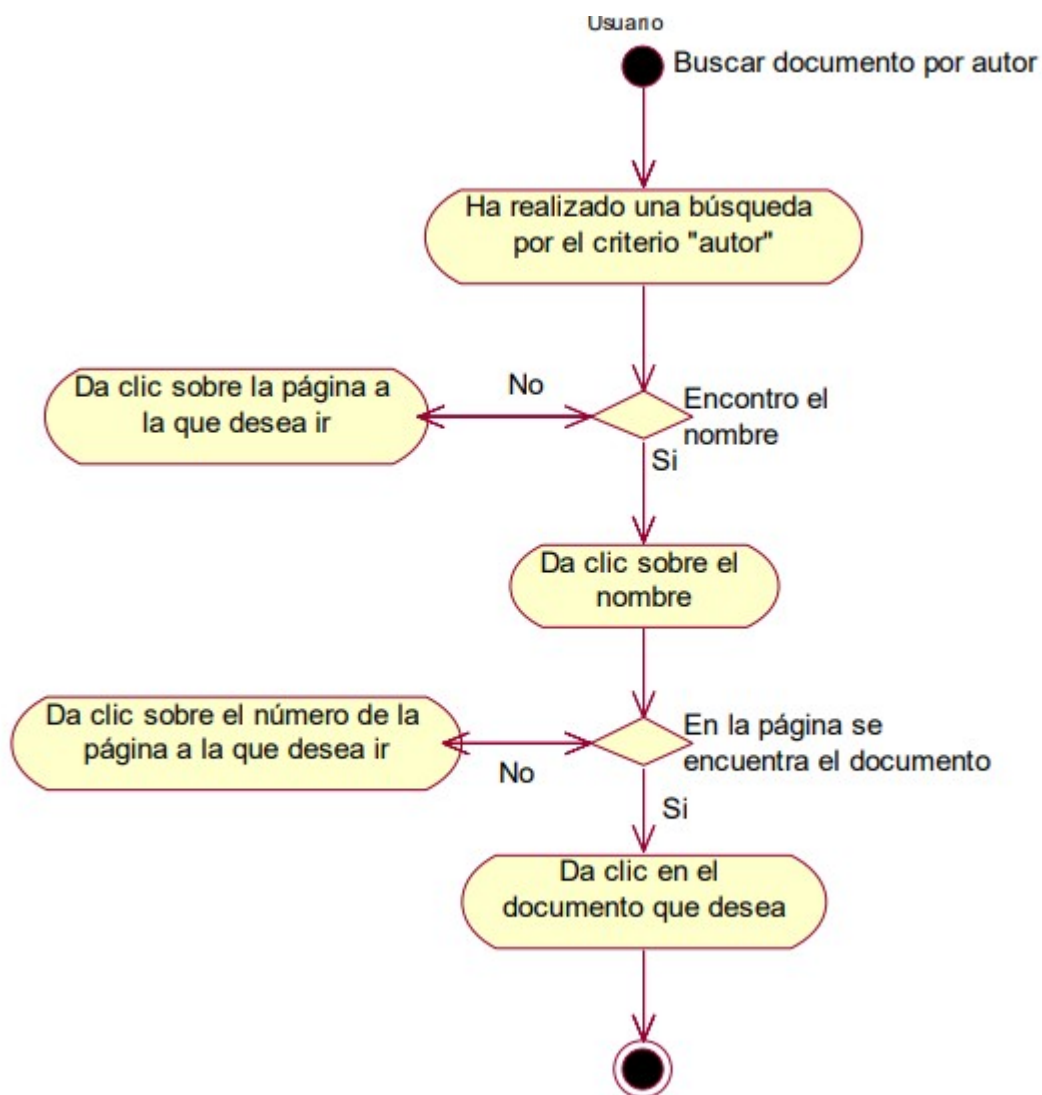 Usuario
Buscar documento por autor
Ha realizado una búsqueda
por el criterio "autor"
No
Encontro el
nombre
Da clic sobre la página a
la que desea ir
Si
Da clic sobre el
nombre
Da clic sobre el número de la
página a la que desea ir
En la página se
encuentra el documento
No
Si
Da clic en el
documento que desea